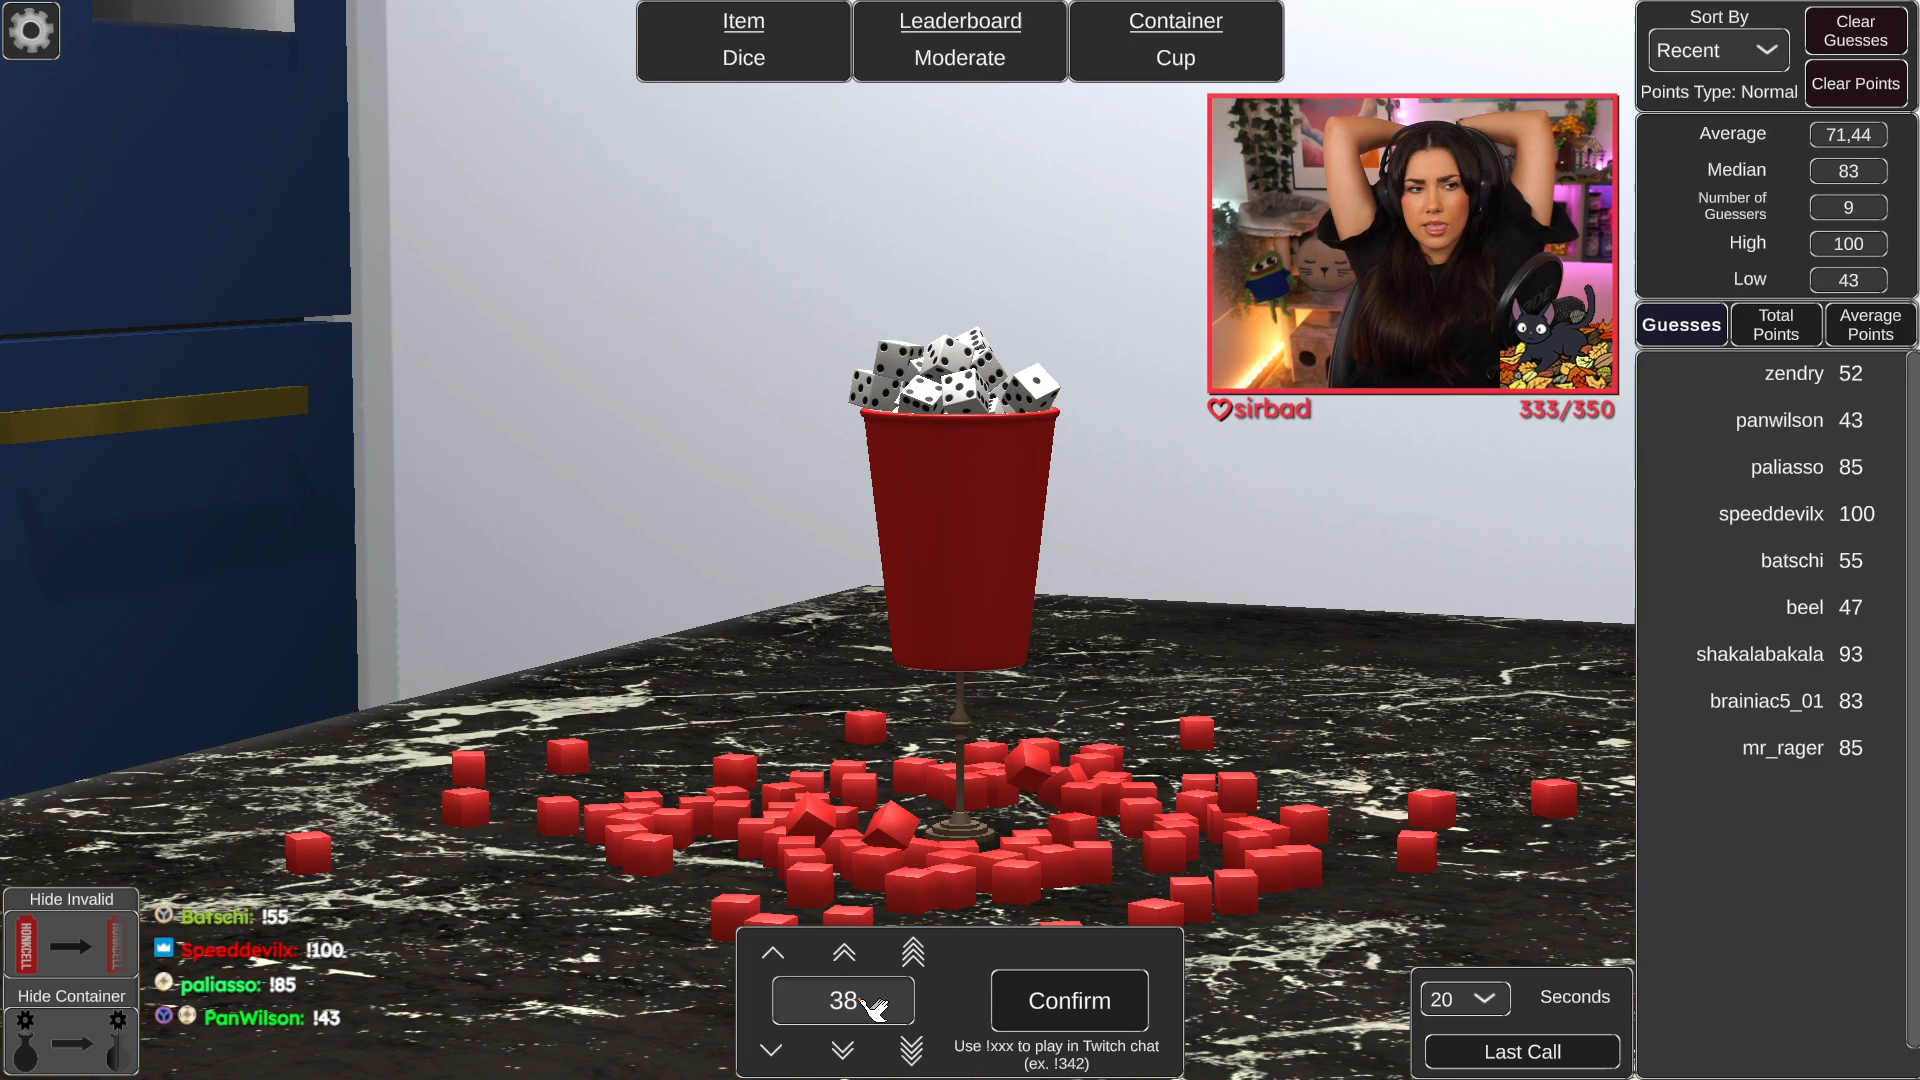 Item
Dice
Leaderboard
Moderate
Container
Cup
Sort By
Recent
Points Type: Normal
Clear Guesses
Clear Points
Average 71,44
Median 83
Number of Guessers 9
High 100
Low 43
Guesses
Total Points
Average Points
zendry 52
panwilson 43
paliasso 85
speeddevilx 100
batschi 55
beel 47
shakalabakala 93
brainiac5_01 83
mr_rager 85
sirbad
333/350
Hide Invalid
HONKCELL
Hide Container
Batschi: !55
Speeddevilx: !100
paliasso: !85
PanWilson: !43
38
Confirm
Use !xxx to play in Twitch chat
(ex. !342)
20
Seconds
Last Call